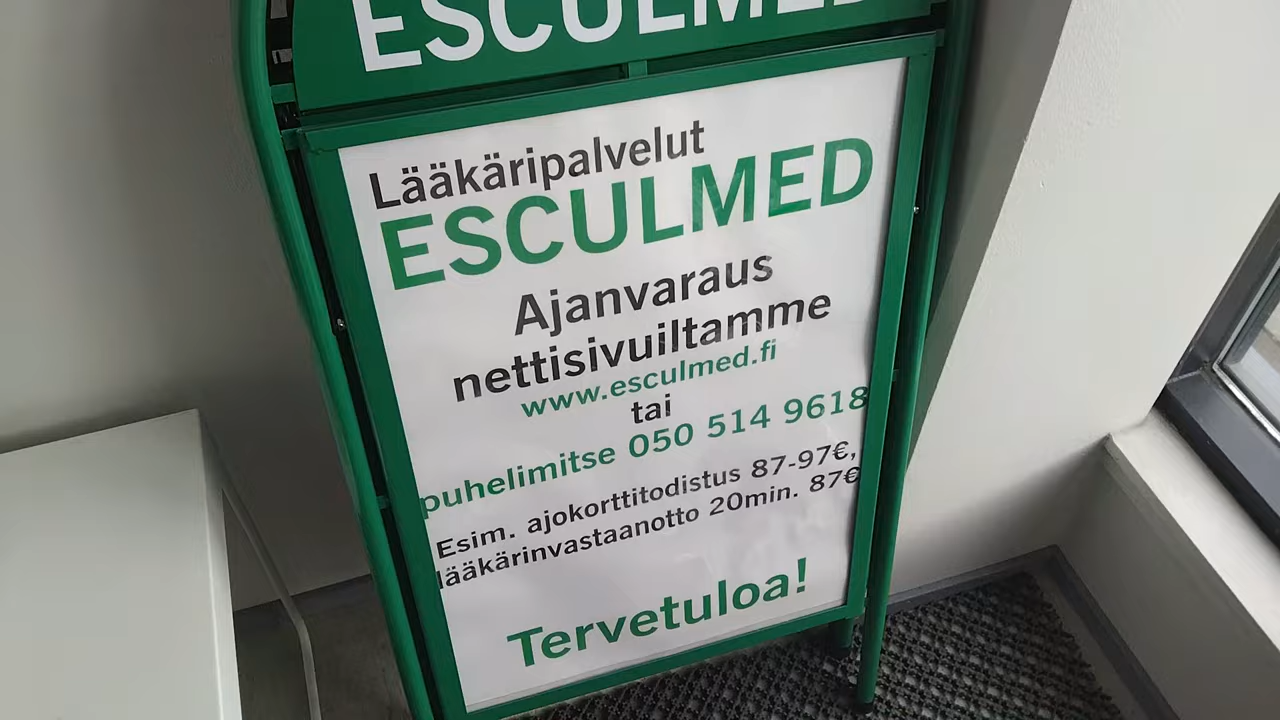 ESCULMED
Lääkäripalvelut
ESCULMED
Ajanvaraus
nettisivuiltamme
www.esculmed.fi
tai
puhelimitse 050 514 9618
Esim. ajokorttitodistus 87-97€,
lääkärinvastaanotto 20min. 87€
Tervetuloa!